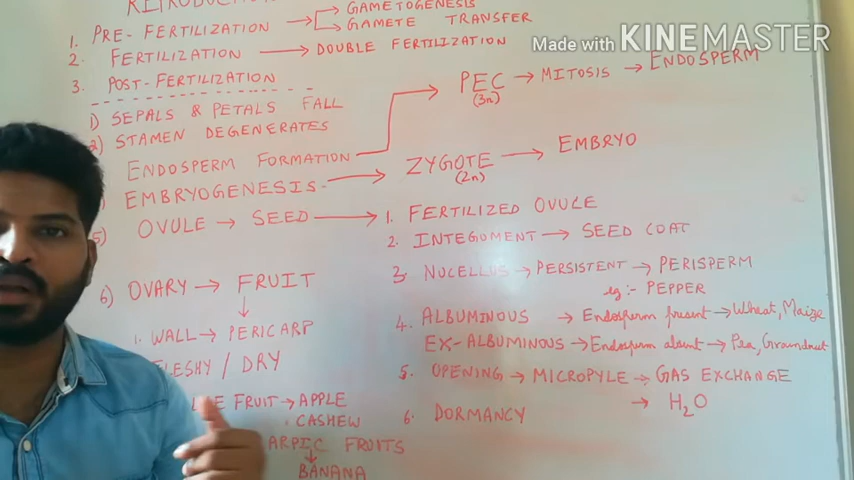 GAMETOGENESIS
1. PRE-FERTILIZATION → GAMETE TRANSFER
2. FERTILIZATION → DOUBLE FERTILIZATION
3. POST-FERTILIZATION
Made with KINEMASTER
1) SEPALS & PETALS FALL
2) STAMEN DEGENERATES
ENDOSPERM FORMATION → PEC (3n) → MITOSIS → ENDOSPERM
EMBRYOGENESIS → ZYGOTE (2n) → EMBRYO
5) OVULE → SEED → 1. FERTILIZED OVULE
2. INTEGUMENT → SEED COAT
3. NUCELLUS → PERSISTENT → PERISPERM
eg:- PEPPER
4. ALBUMINOUS → Endosperm present → Wheat, Maize
EX-ALBUMINOUS → Endosperm absent → Pea, Groundnut
5. OPENING → MICROPYLE → GAS EXCHANGE
→ H2O
6. DORMANCY
6) OVARY → FRUIT
↓
1. WALL → PERICARP
FLESHY / DRY
FRUIT → APPLE
CASHEW
ARPIC FRUITS
↓
BANANA